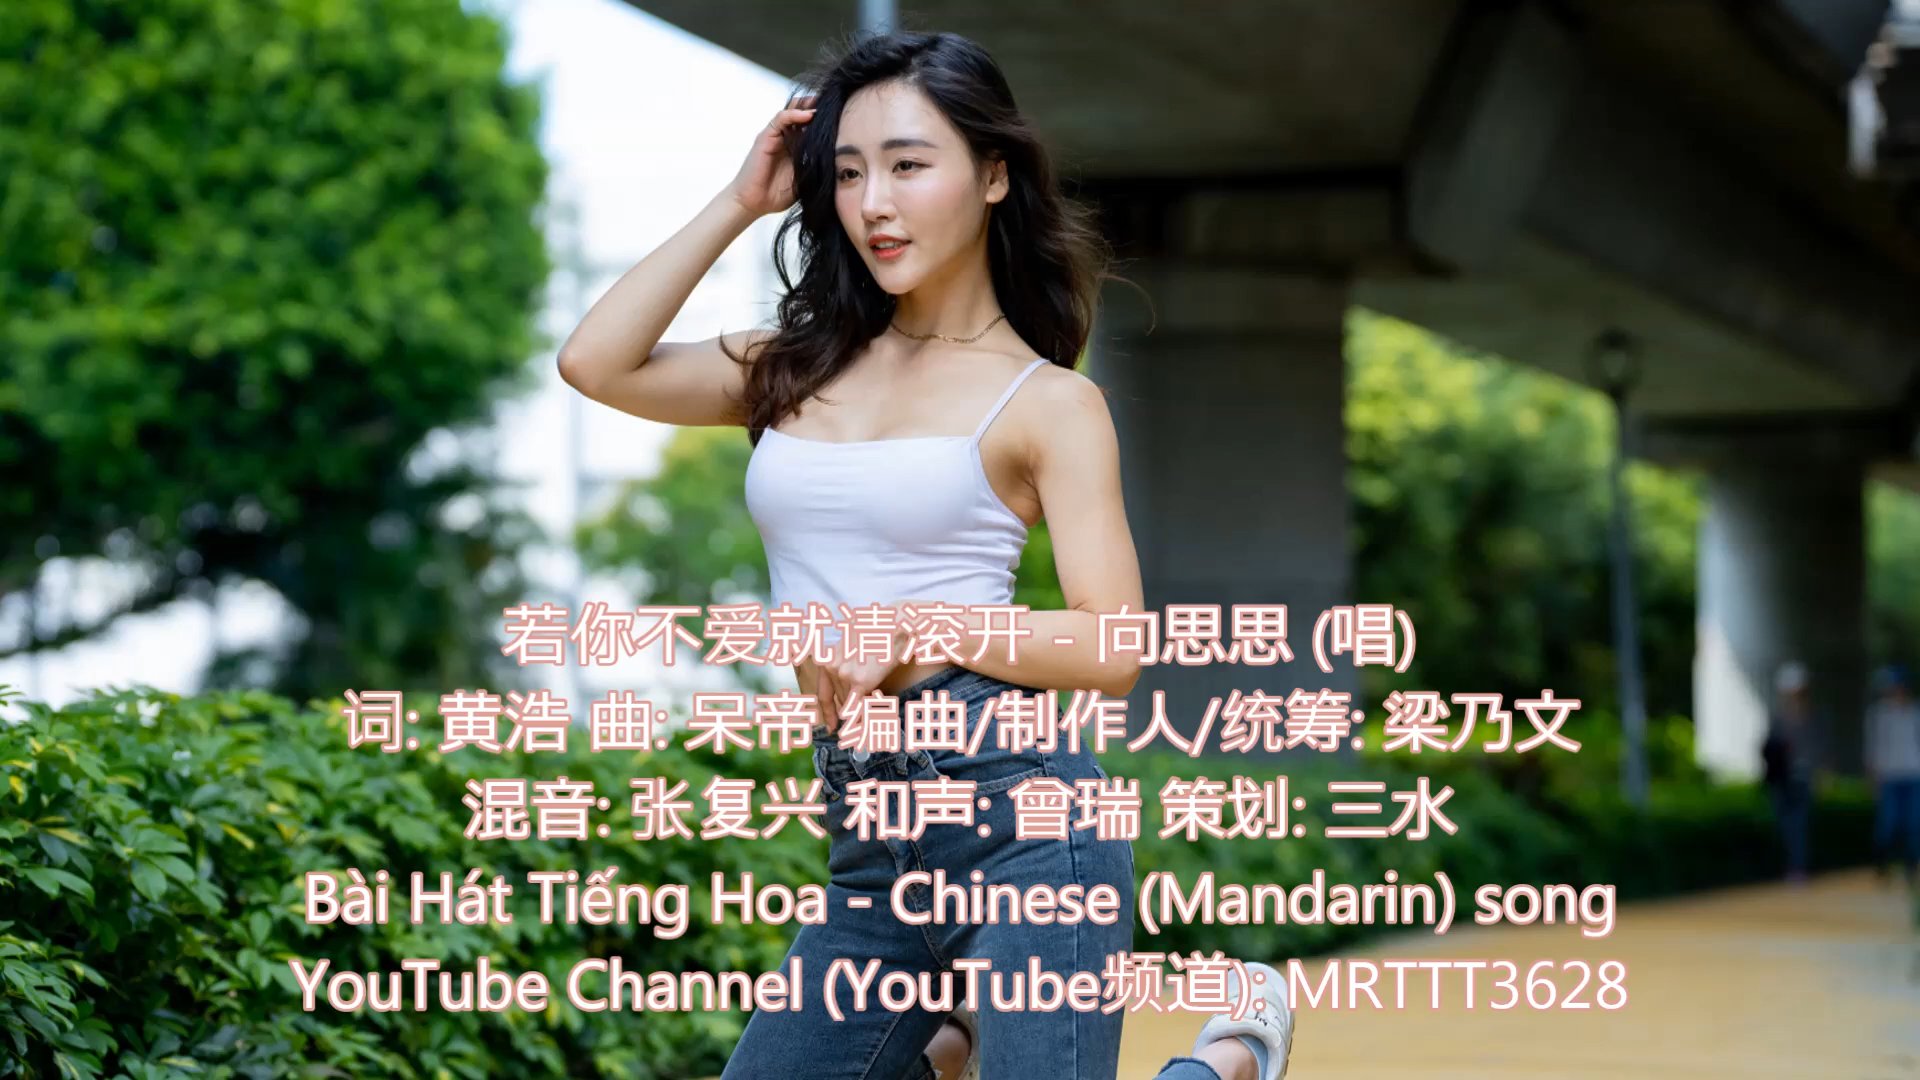 若你不爱就请滚开 - 向思思 (唱)
词: 黄浩 曲: 呆帝 编曲/制作人/统筹: 梁乃文
混音: 张复兴 和声: 曾瑞 策划: 三水
Bài Hát Tiếng Hoa - Chinese (Mandarin) song
YouTube Channel (YouTube频道): MRTTT3628